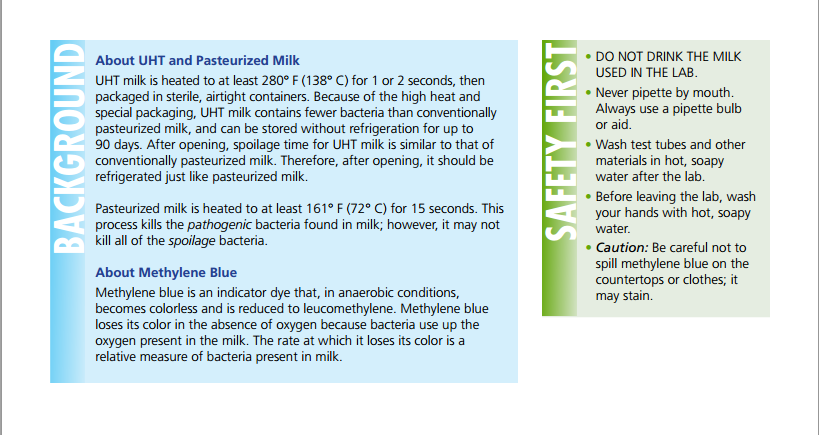 BACKGROUND
About UHT and Pasteurized Milk
UHT milk is heated to at least 280° F (138° C) for 1 or 2 seconds, then
packaged in sterile, airtight containers. Because of the high heat and
special packaging, UHT milk contains fewer bacteria than conventionally
pasteurized milk, and can be stored without refrigeration for up to
90 days. After opening, spoilage time for UHT milk is similar to that of
conventionally pasteurized milk. Therefore, after opening, it should be
refrigerated just like pasteurized milk.
Pasteurized milk is heated to at least 161° F (72° C) for 15 seconds. This
process kills the pathogenic bacteria found in milk; however, it may not
kill all of the spoilage bacteria.
About Methylene Blue
Methylene blue is an indicator dye that, in anaerobic conditions,
becomes colorless and is reduced to leucomethylene. Methylene blue
loses its color in the absence of oxygen because bacteria use up the
oxygen present in the milk. The rate at which it loses its color is a
relative measure of bacteria present in milk.
SAFETY FIRST
• DO NOT DRINK THE MILK
USED IN THE LAB.
• Never pipette by mouth.
Always use a pipette bulb
or aid.
• Wash test tubes and other
materials in hot, soapy
water after the lab.
• Before leaving the lab, wash
your hands with hot, soapy
water.
• Caution: Be careful not to
spill methylene blue on the
countertops or clothes; it
may stain.